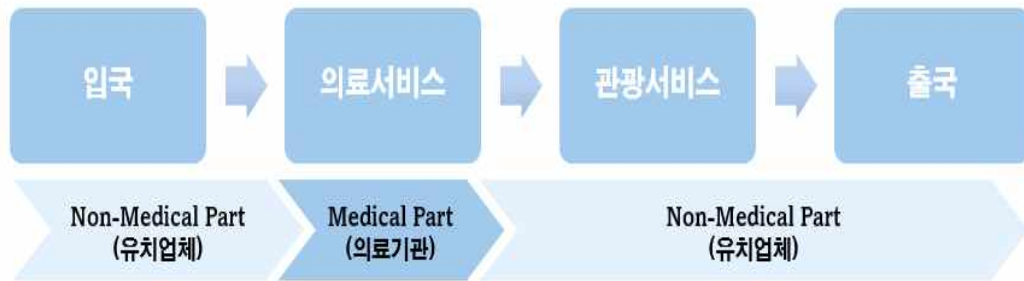 입국
의료서비스
관광서비스
출국
Non-Medical Part
(유치업체)
Medical Part
(의료기관)
Non-Medical Part
(유치업체)